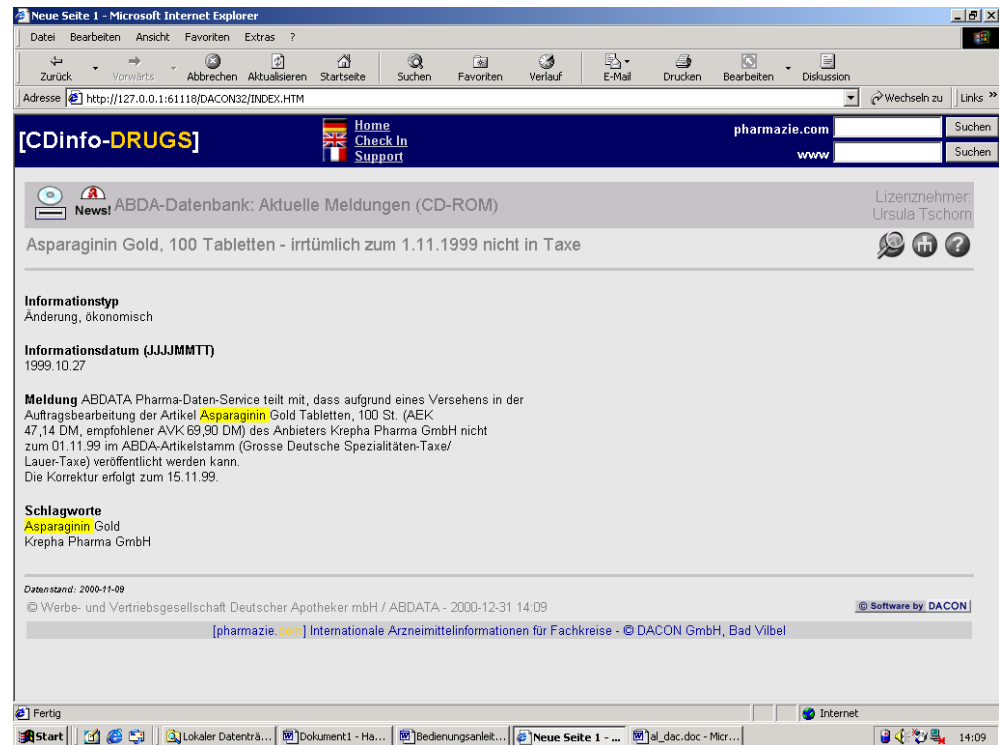 Neue Seite 1 - Microsoft Internet Explorer
Datei Bearbeiten Ansicht Favoriten Extras ?
Zurück Vorwärts Abbrechen Aktualisieren Startseite Suchen Favoriten Verlauf E-Mail Drucken Bearbeiten Diskussion
Adresse http://127.0.0.1:61118/DACON32/INDEX.HTM Wechseln zu Links »
[CDinfo-DRUGS]
Home
Check In
Support
pharmazie.com Suchen
www Suchen
News! ABDA-Datenbank: Aktuelle Meldungen (CD-ROM)
Lizenznehmer:
Ursula Tschorn
Asparaginin Gold, 100 Tabletten - irrtümlich zum 1.11.1999 nicht in Taxe
Informationstyp
Änderung, ökonomisch
Informationsdatum (JJJJMMTT)
1999.10.27
Meldung ABDATA Pharma-Daten-Service teilt mit, dass aufgrund eines Versehens in der
Auftragsbearbeitung der Artikel Asparaginin Gold Tabletten, 100 St. (AEK
47,14 DM, empfohlener AVK 69,90 DM) des Anbieters Krepha Pharma GmbH nicht
zum 01.11.99 im ABDA-Artikelstamm (Grosse Deutsche Spezialitäten-Taxe/
Lauer-Taxe) veröffentlicht werden kann.
Die Korrektur erfolgt zum 15.11.99.
Schlagworte
Asparaginin Gold
Krepha Pharma GmbH
Datenstand: 2000-11-09
© Werbe- und Vertriebsgesellschaft Deutscher Apotheker mbH / ABDATA - 2000-12-31 14:09
© Software by DACON
[pharmazie.com] Internationale Arzneimittelinformationen für Fachkreise - © DACON GmbH, Bad Vilbel
Fertig Internet
Start Lokaler Datenträ... Dokument1 - Ha... Bedienungsanleit... Neue Seite 1 - ... al_dac.doc - Micr... 14:09